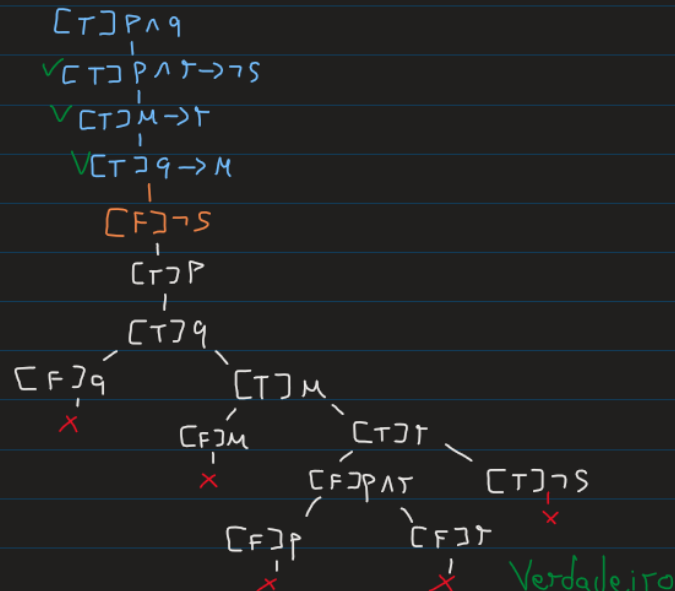 [T] P ∧ q
✓ [T] P ∧ r -> ¬S
✓ [T] M -> r
✓ [T] q -> M
[F] ¬S
[T] P
[T] q
[F] q [T] M
×
[F] M [T] r
×
[F] p ∧ r [T] ¬S
×
[F] p [F] r
× ×
Verdadeiro